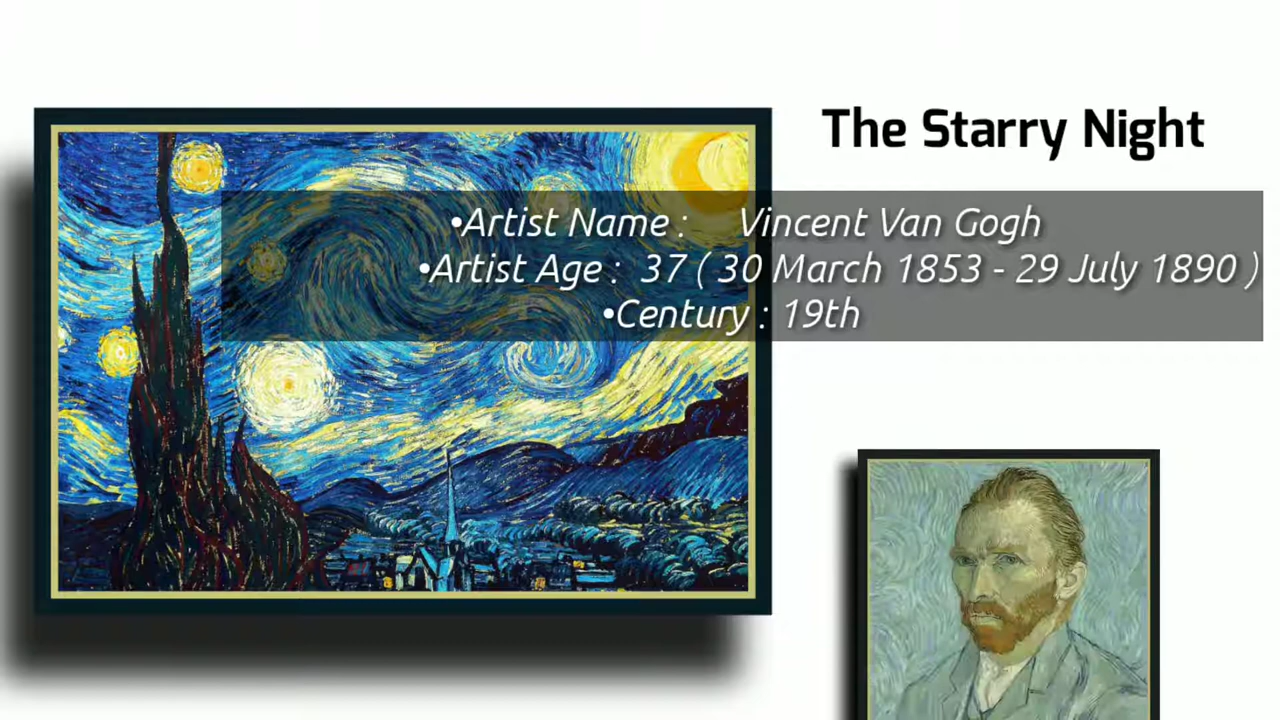 The Starry Night
•Artist Name : Vincent Van Gogh
•Artist Age : 37 ( 30 March 1853 - 29 July 1890 )
•Century : 19th